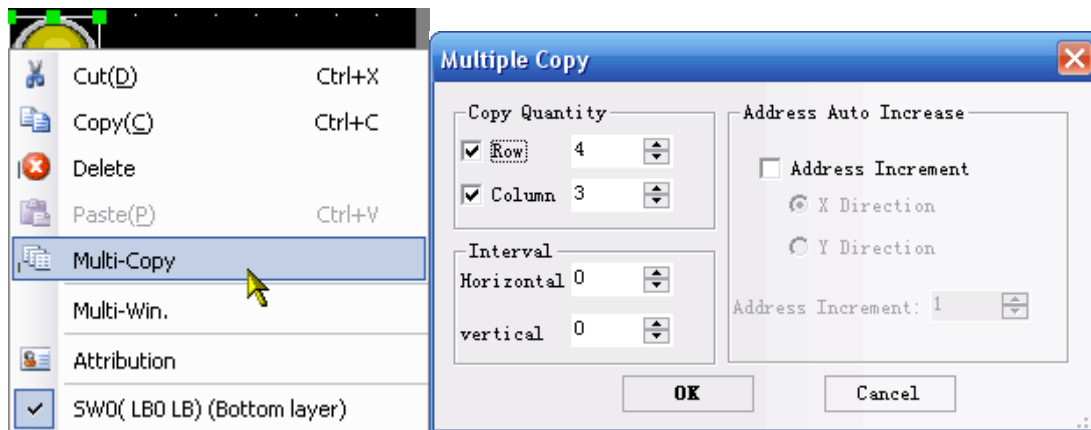 Cut(D) Ctrl+X
Copy(C) Ctrl+C
Delete
Paste(P) Ctrl+V
Multi-Copy
Multi-Win.
Attribution
SW0( LB0 LB) (Bottom layer)
Multiple Copy
Copy Quantity
Row 4
Column 3
Interval
Horizontal 0
vertical 0
Address Auto Increase
Address Increment
X Direction
Y Direction
Address Increment: 1
OK Cancel